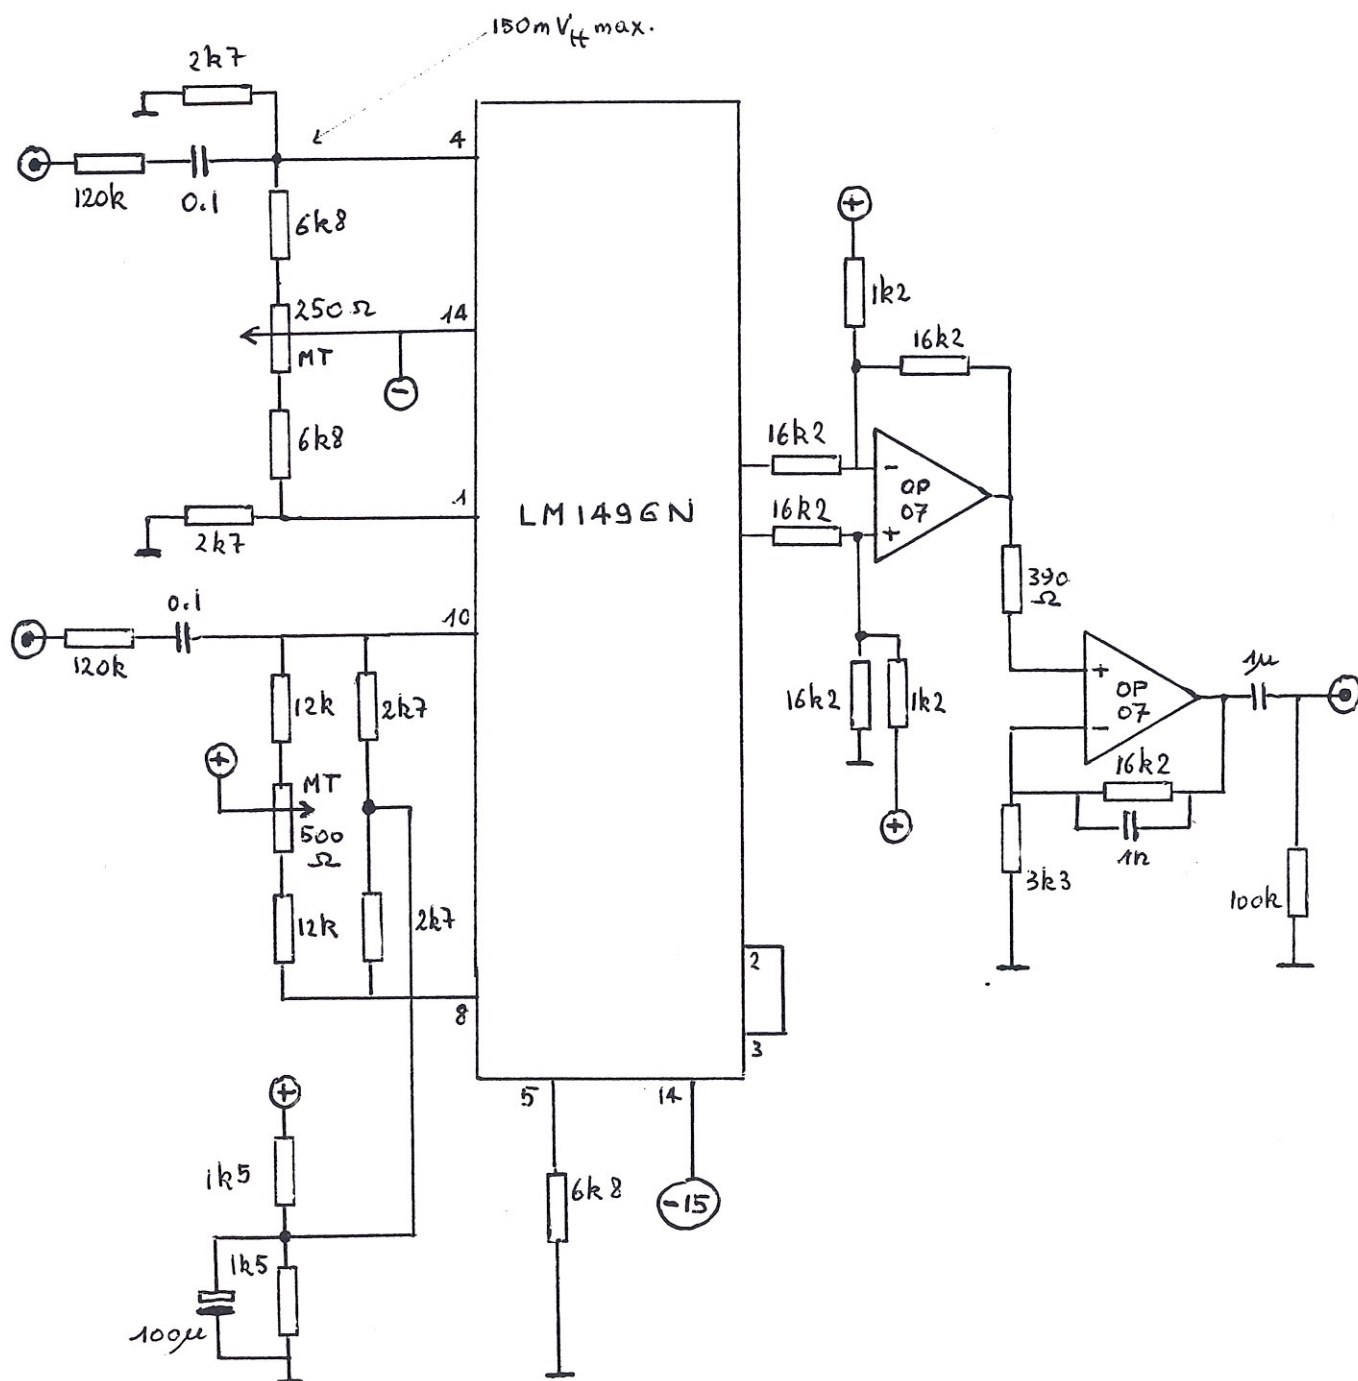 150mVtt max.
2k7
4
120k
0.1
6k8
250Ω
MT
14
-
6k8
1
2k7
LM1496N
+
1k2
16k2
16k2
-
OP
07
16k2
+
390
Ω
0.1
10
120k
12k
2k7
+
MT
500
Ω
12k
2k7
8
16k2
1k2
+
+
OP
07
-
1µ
16k2
1n
3k3
100k
2
3
5
14
6k8
-15
+
1k5
1k5
100µ